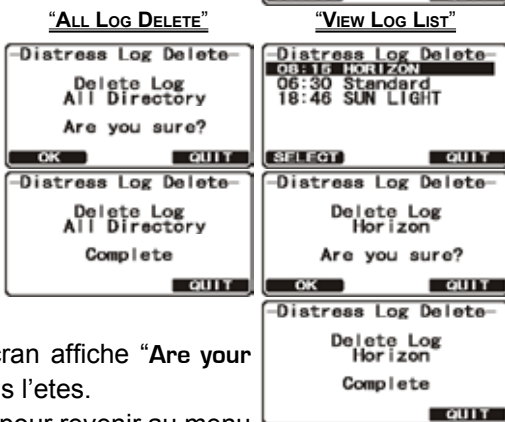 "ALL LOG DELETE"
Distress Log Delete
Delete Log
All Directory
Are you sure?
OK QUIT
Distress Log Delete
Delete Log
All Directory
Complete
QUIT
"VIEW LOG LIST"
Distress Log Delete
08:15 HORIZON
06:30 Standard
18:46 SUN LIGHT
SELECT QUIT
Distress Log Delete
Delete Log
Horizon
Are you sure?
OK QUIT
Distress Log Delete
Delete Log
Horizon
Complete
QUIT
cran affiche “Are your
s l’etes.
pour revenir au menu